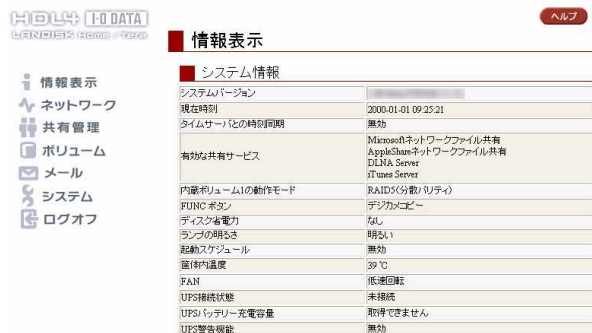 HDL4 I-O DATA
LANDISK Home / Tera
ヘルプ
情報表示
情報表示
ネットワーク
共有管理
ボリューム
メール
システム
ログオフ
システム情報
システムバージョン
現在時刻 2000-01-01 09:25:21
タイムサーバとの時刻同期 無効
有効な共有サービス
Microsoftネットワークファイル共有
AppleShareネットワークファイル共有
DLNA Server
iTunes Server
内蔵ボリューム1の動作モード RAID5(分散パリティ)
FUNC ボタン デジカメコピー
ディスク省電力 なし
ランプの明るさ 明るい
起動スケジュール 無効
筐体内温度 39 ℃
FAN 低速回転
UPS接続状態 未接続
UPSバッテリー充電容量 取得できません
UPS警告機能 無効